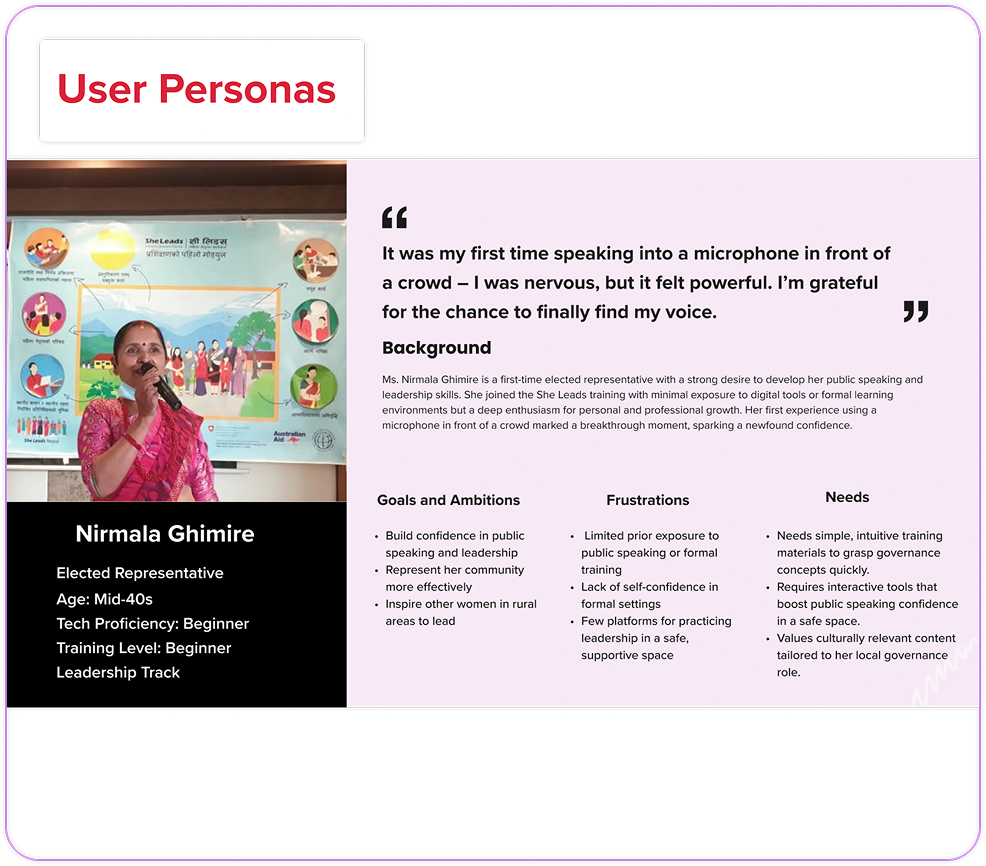 User Personas
SheLeads | शी लिड्स
प्रशिक्षणको पहिलो मोड्युल
Australian
Aid
She Leads Nepal
Nirmala Ghimire
Elected Representative
Age: Mid-40s
Tech Proficiency: Beginner
Training Level: Beginner
Leadership Track
“
It was my first time speaking into a microphone in front of
a crowd – I was nervous, but it felt powerful. I’m grateful
for the chance to finally find my voice.
”
Background
Ms. Nirmala Ghimire is a first-time elected representative with a strong desire to develop her public speaking and
leadership skills. She joined the She Leads training with minimal exposure to digital tools or formal learning
environments but a deep enthusiasm for personal and professional growth. Her first experience using a
microphone in front of a crowd marked a breakthrough moment, sparking a newfound confidence.
Goals and Ambitions
• Build confidence in public
speaking and leadership
• Represent her community
more effectively
• Inspire other women in rural
areas to lead
Frustrations
• Limited prior exposure to
public speaking or formal
training
• Lack of self-confidence in
formal settings
• Few platforms for practicing
leadership in a safe,
supportive space
Needs
• Needs simple, intuitive training
materials to grasp governance
concepts quickly.
• Requires interactive tools that
boost public speaking confidence
in a safe space.
• Values culturally relevant content
tailored to her local governance
role.